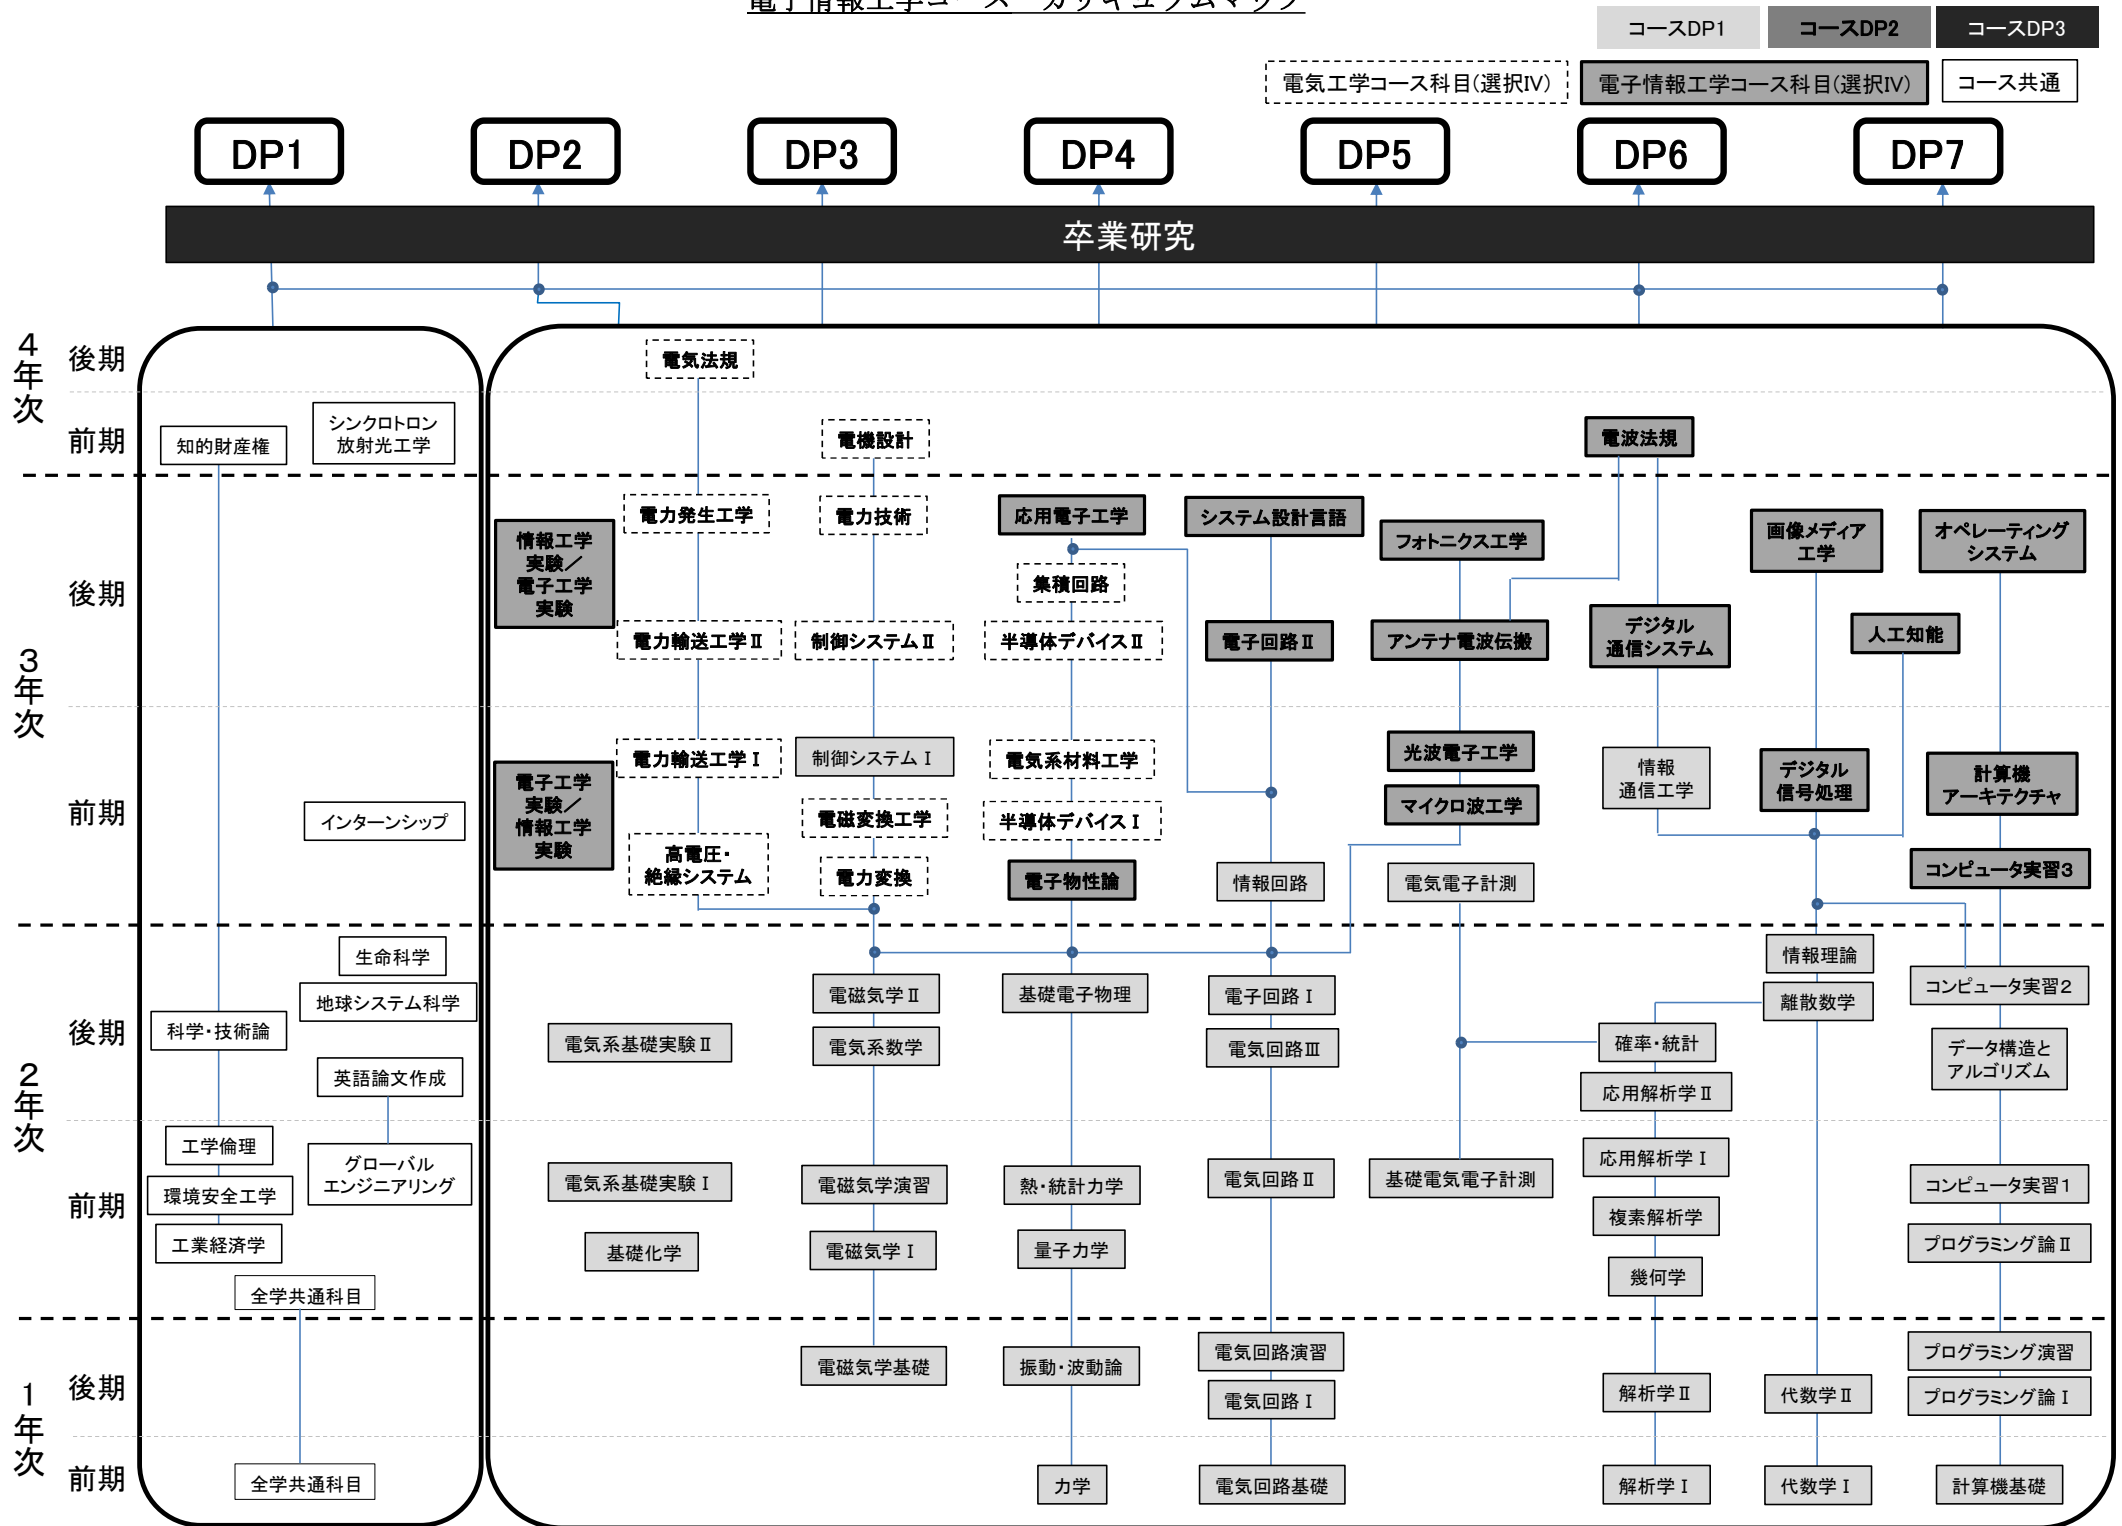 電子情報工学コース カリキュラムマップ
コースDP1
コースDP2
コースDP3
電気工学コース科目(選択Ⅳ)
電子情報工学コース科目(選択Ⅳ)
コース共通
DP1
DP2
DP3
DP4
DP5
DP6
DP7
卒業研究
4年次
後期
電気法規
前期
知的財産権
シンクロトロン
放射光工学
電機設計
電波法規
3年次
後期
情報工学
実験／
電子工学
実験
電力発生工学
電力技術
応用電子工学
システム設計言語
フォトニクス工学
画像メディア
工学
オペレーティング
システム
集積回路
電力輸送工学Ⅱ
制御システムⅡ
半導体デバイスⅡ
電子回路Ⅱ
アンテナ電波伝搬
デジタル
通信システム
人工知能
前期
インターンシップ
電子工学
実験／
情報工学
実験
電力輸送工学Ⅰ
制御システムⅠ
電気系材料工学
光波電子工学
情報
通信工学
デジタル
信号処理
計算機
アーキテクチャ
電磁変換工学
半導体デバイスⅠ
マイクロ波工学
高電圧・
絶縁システム
電力変換
電子物性論
情報回路
電気電子計測
コンピュータ実習3
2年次
後期
生命科学
地球システム科学
科学・技術論
英語論文作成
情報理論
電磁気学Ⅱ
基礎電子物理
電子回路Ⅰ
離散数学
コンピュータ実習2
電気系基礎実験Ⅱ
電気系数学
電気回路Ⅲ
確率・統計
データ構造と
アルゴリズム
応用解析学Ⅱ
前期
工学倫理
グローバル
エンジニアリング
環境安全工学
工業経済学
全学共通科目
電気系基礎実験Ⅰ
電磁気学演習
熱・統計力学
電気回路Ⅱ
基礎電気電子計測
応用解析学Ⅰ
コンピュータ実習1
複素解析学
基礎化学
電磁気学Ⅰ
量子力学
プログラミング論Ⅱ
幾何学
1年次
後期
電磁気学基礎
振動・波動論
電気回路演習
プログラミング演習
電気回路Ⅰ
解析学Ⅱ
代数学Ⅱ
プログラミング論Ⅰ
前期
全学共通科目
力学
電気回路基礎
解析学Ⅰ
代数学Ⅰ
計算機基礎